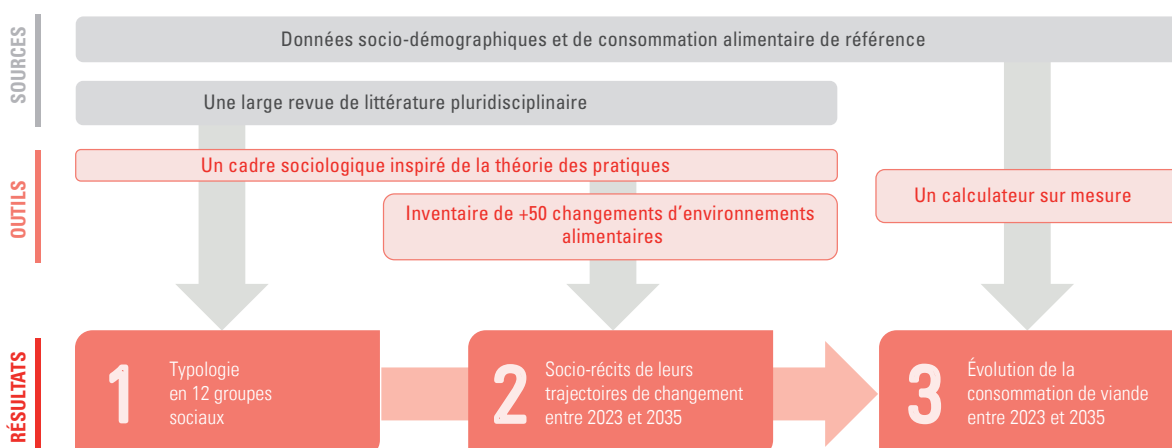 SOURCES
Données socio-démographiques et de consommation alimentaire de référence
Une large revue de littérature pluridisciplinaire
OUTILS
Un cadre sociologique inspiré de la théorie des pratiques
Inventaire de +50 changements d'environnements
alimentaires
Un calculateur sur mesure
RÉSULTATS
1
Typologie
en 12 groupes
sociaux
2
Socio-récits de leurs
trajectoires de changement
entre 2023 et 2035
3
Évolution de la
consommation de viande
entre 2023 et 2035